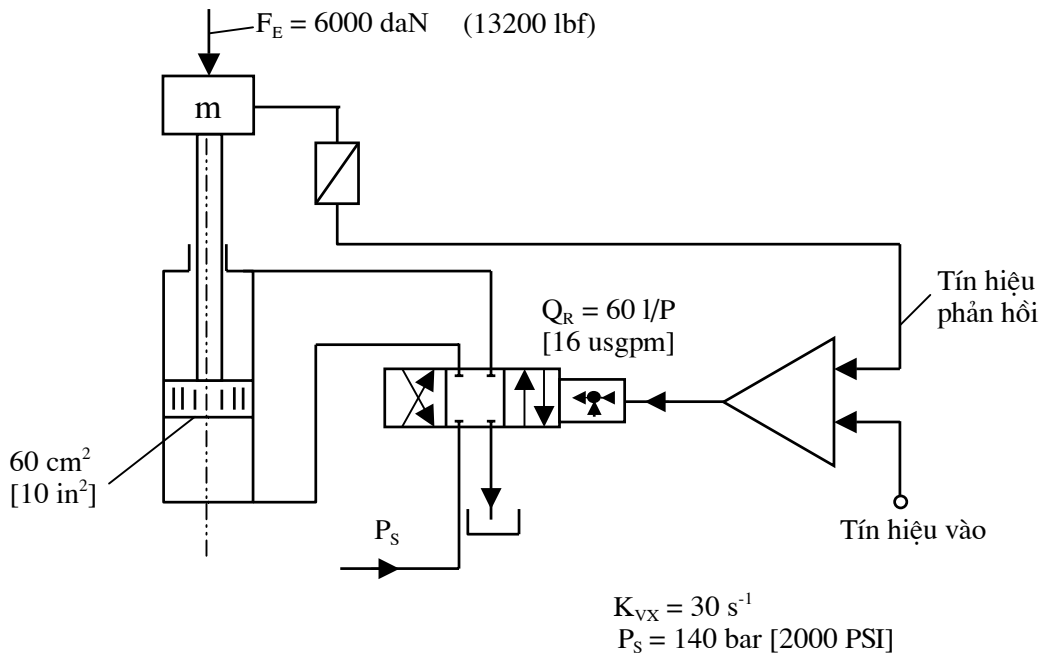 F_E = 6000 daN (13200 lbf)
m
Tín hiệu
phản hồi
Q_R = 60 l/P
[16 usgpm]
60 cm²
[10 in²]
P_S
Tín hiệu vào
K_VX = 30 s⁻¹
P_S = 140 bar [2000 PSI]